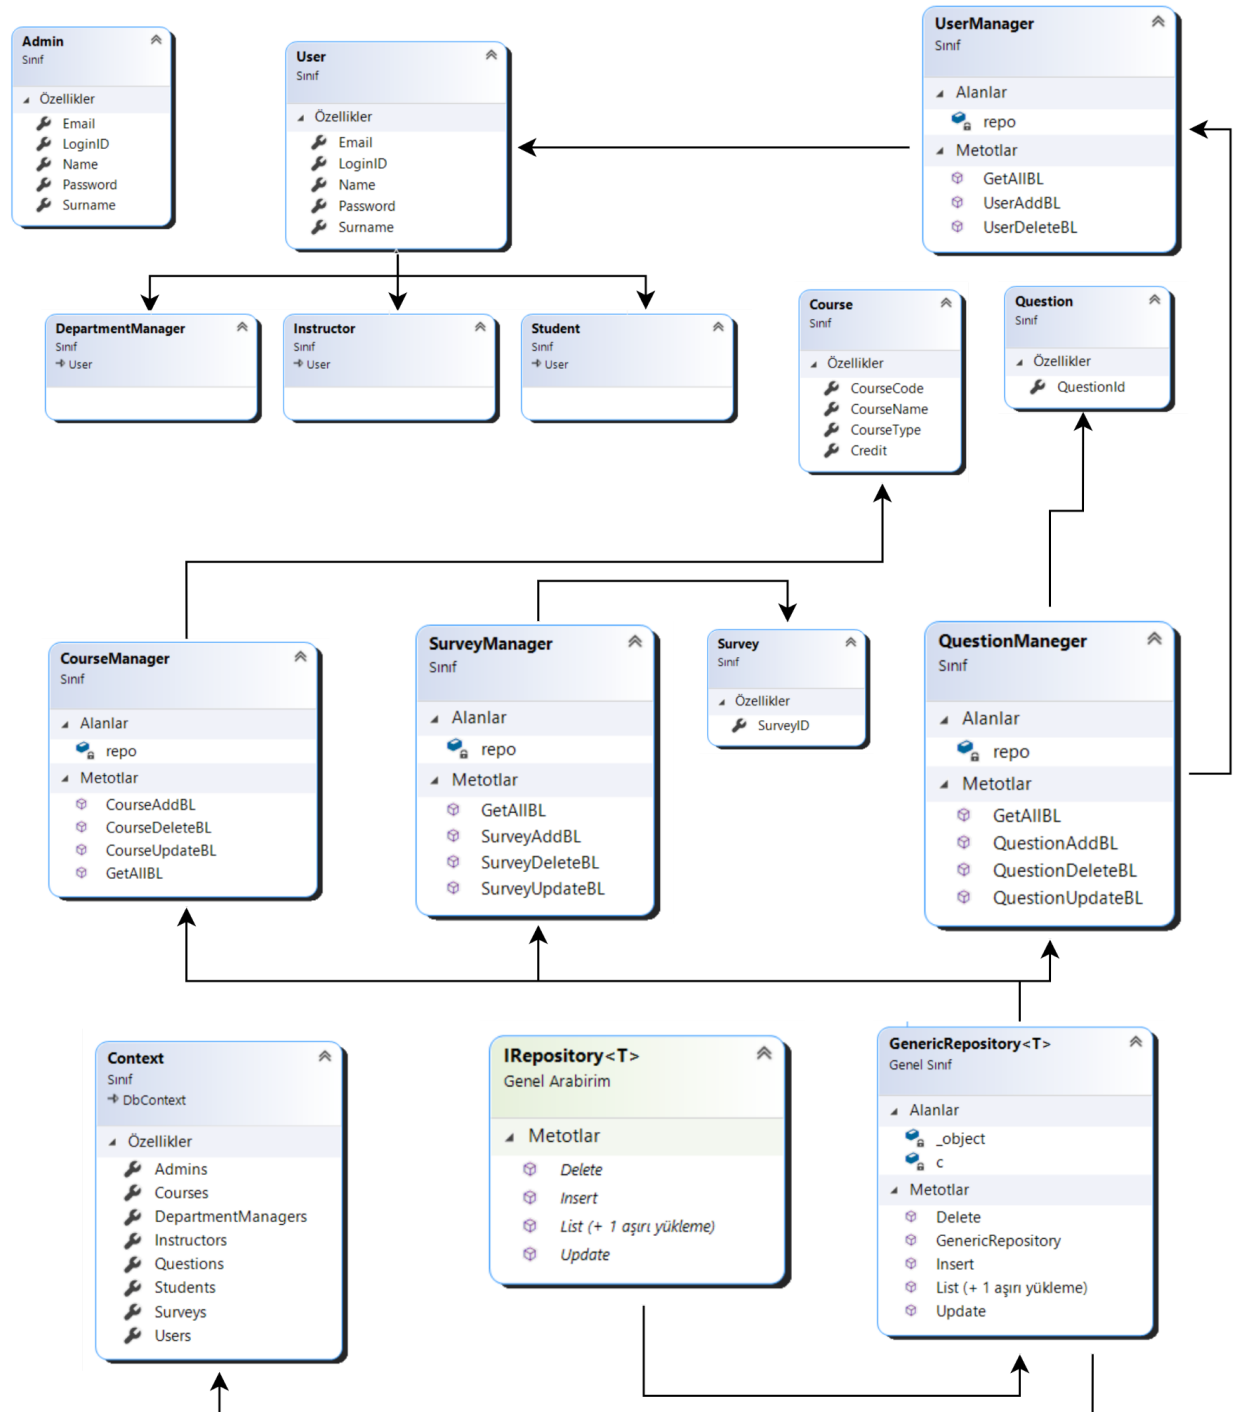 Admin
Sınıf
Özellikler
Email
LoginID
Name
Password
Surname
User
Sınıf
Özellikler
Email
LoginID
Name
Password
Surname
UserManager
Sınıf
Alanlar
repo
Metotlar
GetAllBL
UserAddBL
UserDeleteBL
DepartmentManager
Sınıf
User
Instructor
Sınıf
User
Student
Sınıf
User
Course
Sınıf
Özellikler
CourseCode
CourseName
CourseType
Credit
Question
Sınıf
Özellikler
QuestionId
CourseManager
Sınıf
Alanlar
repo
Metotlar
CourseAddBL
CourseDeleteBL
CourseUpdateBL
GetAllBL
SurveyManager
Sınıf
Alanlar
repo
Metotlar
GetAllBL
SurveyAddBL
SurveyDeleteBL
SurveyUpdateBL
Survey
Sınıf
Özellikler
SurveyID
QuestionManeger
Sınıf
Alanlar
repo
Metotlar
GetAllBL
QuestionAddBL
QuestionDeleteBL
QuestionUpdateBL
Context
Sınıf
DbContext
Özellikler
Admins
Courses
DepartmentManagers
Instructors
Questions
Students
Surveys
Users
IRepository<T>
Genel Arabirim
Metotlar
Delete
Insert
List (+ 1 aşırı yükleme)
Update
GenericRepository<T>
Genel Sınıf
Alanlar
_object
c
Metotlar
Delete
GenericRepository
Insert
List (+ 1 aşırı yükleme)
Update